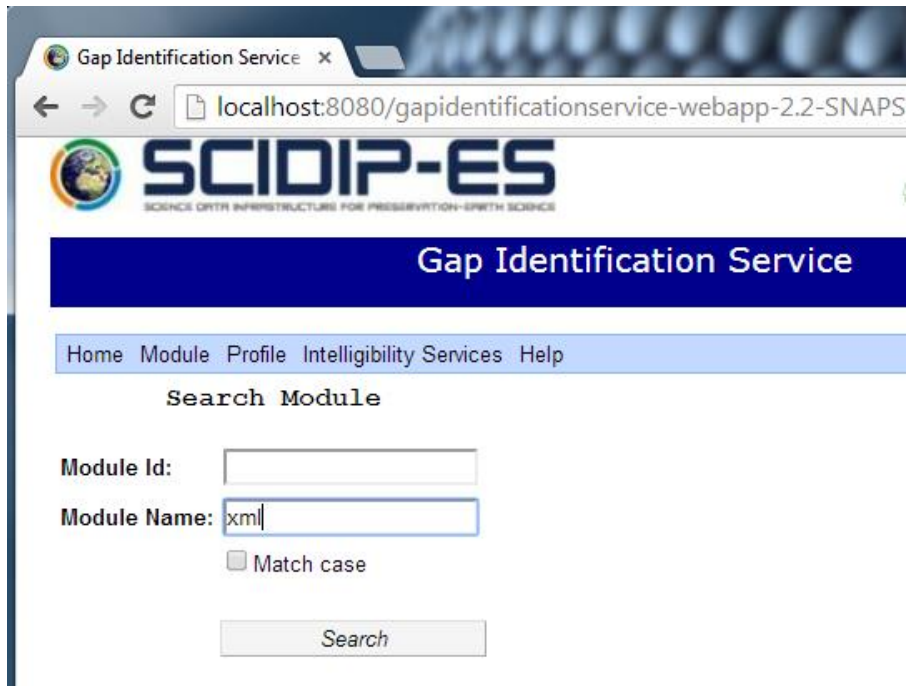 Gap Identification Service ×
localhost:8080/gapidentificationservice-webapp-2.2-SNAPS
SCIDIP-ES
SCIENCE DATA INFRASTRUCTURE FOR PRESERVATION-EARTH SCIENCE
Gap Identification Service
Home Module Profile Intelligibility Services Help
Search Module
Module Id:
Module Name: xml
Match case
Search